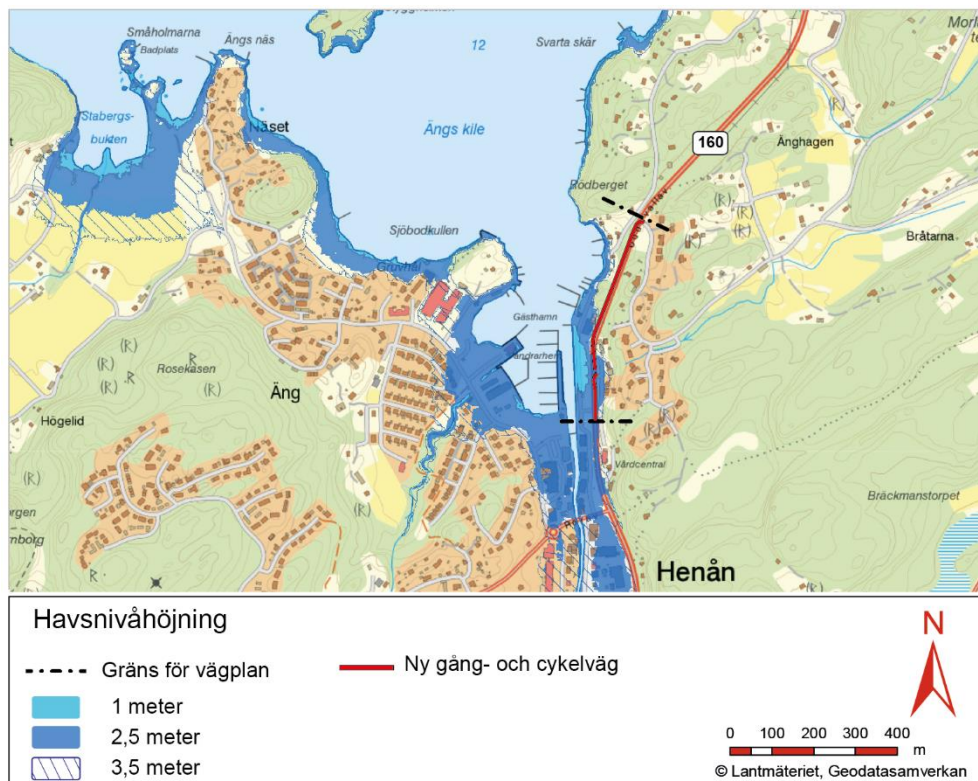 Småholmarna
Badplats
Ängs näs
12
Svarta skär
Stabergs-
bukten
Näset
Ängs kile
160
Änghagen
(R)
Rödberget
(R)
(R)
(R)
Bråtarna
Sjöbodkullen
Gruvhal
Gästhamn
(R)
R
Rosekasen
R
Äng
Högelid
(R)
(R)
(R)
Vårdcentral
(R)
Bräckmanstorpet
R
Henån
(R)
Havsnivåhöjning
Gräns för vägplan
Ny gång- och cykelväg
1 meter
2,5 meter
3,5 meter
N
0 100 200 300 400
m
© Lantmäteriet, Geodatasamverkan